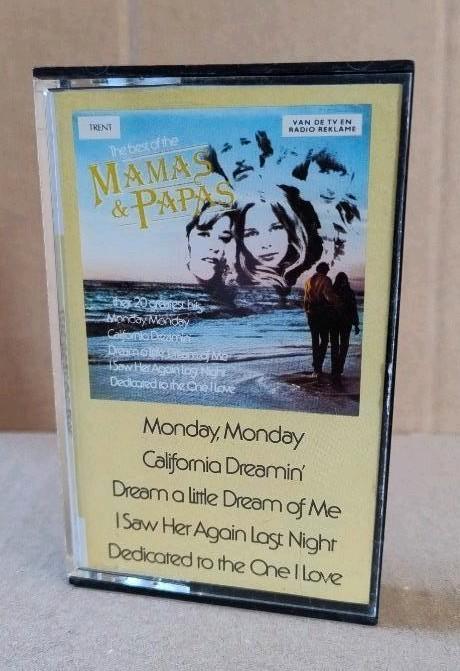 TRENT
VAN DE TV EN
RADIO REKLAME
The best of the
MAMAS
& PAPAS
their 20 greatest hits
Monday Monday
California Dreamin'
Dream a little Dream of Me
I Saw Her Again Last Night
Dedicated to the One I Love
Monday, Monday
California Dreamin'
Dream a little Dream of Me
I Saw Her Again Last Night
Dedicated to the One I Love